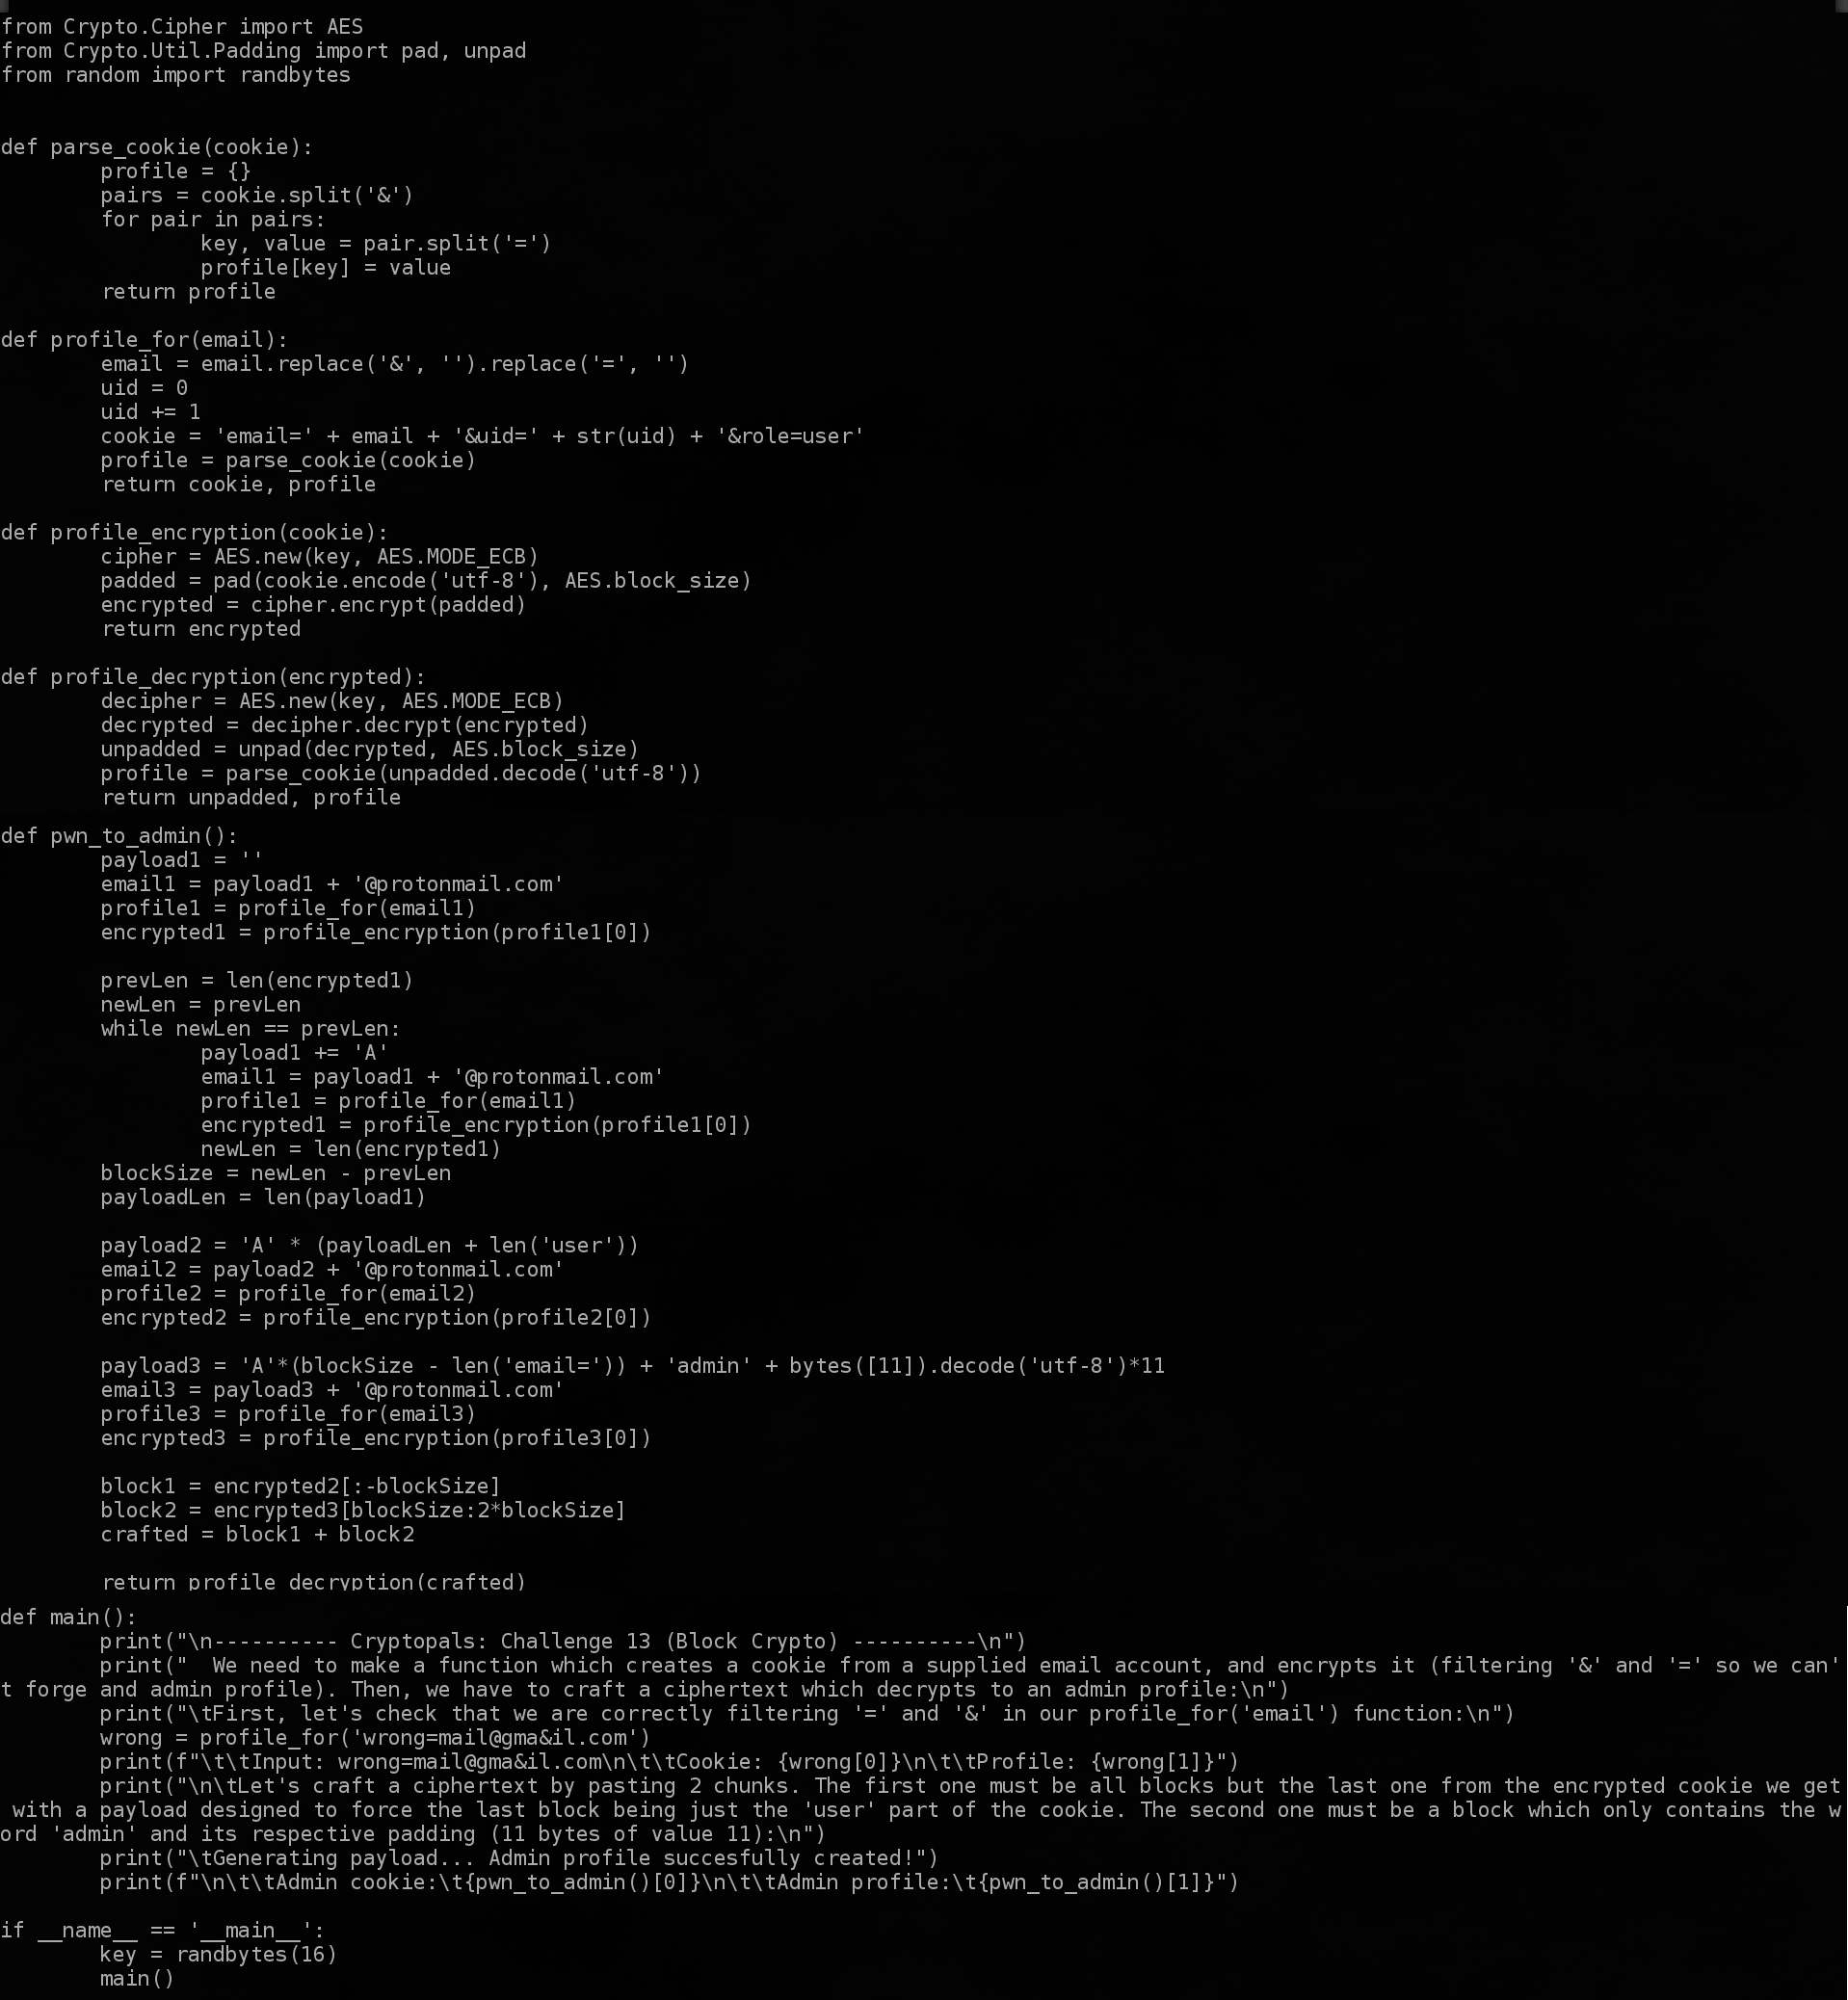 from Crypto.Cipher import AES
from Crypto.Util.Padding import pad, unpad
from random import randbytes
def parse_cookie(cookie):
        profile = {}
        pairs = cookie.split('&')
        for pair in pairs:
                key, value = pair.split('=')
                profile[key] = value
        return profile
def profile_for(email):
        email = email.replace('&', '').replace('=', '')
        uid = 0
        uid += 1
        cookie = 'email=' + email + '&uid=' + str(uid) + '&role=user'
        profile = parse_cookie(cookie)
        return cookie, profile
def profile_encryption(cookie):
        cipher = AES.new(key, AES.MODE_ECB)
        padded = pad(cookie.encode('utf-8'), AES.block_size)
        encrypted = cipher.encrypt(padded)
        return encrypted
def profile_decryption(encrypted):
        decipher = AES.new(key, AES.MODE_ECB)
        decrypted = decipher.decrypt(encrypted)
        unpadded = unpad(decrypted, AES.block_size)
        profile = parse_cookie(unpadded.decode('utf-8'))
        return unpadded, profile
def pwn_to_admin():
        payload1 = ''
        email1 = payload1 + '@protonmail.com'
        profile1 = profile_for(email1)
        encrypted1 = profile_encryption(profile1[0])
        prevLen = len(encrypted1)
        newLen = prevLen
        while newLen == prevLen:
                payload1 += 'A'
                email1 = payload1 + '@protonmail.com'
                profile1 = profile_for(email1)
                encrypted1 = profile_encryption(profile1[0])
                newLen = len(encrypted1)
        blockSize = newLen - prevLen
        payloadLen = len(payload1)
        payload2 = 'A' * (payloadLen + len('user'))
        email2 = payload2 + '@protonmail.com'
        profile2 = profile_for(email2)
        encrypted2 = profile_encryption(profile2[0])
        payload3 = 'A'*(blockSize - len('email=')) + 'admin' + bytes([11]).decode('utf-8')*11
        email3 = payload3 + '@protonmail.com'
        profile3 = profile_for(email3)
        encrypted3 = profile_encryption(profile3[0])
        block1 = encrypted2[:-blockSize]
        block2 = encrypted3[blockSize:2*blockSize]
        crafted = block1 + block2
        return profile_decryption(crafted)
def main():
        print("\n---------- Cryptopals: Challenge 13 (Block Crypto) ----------\n")
        print("  We need to make a function which creates a cookie from a supplied email account, and encrypts it (filtering '&' and '=' so we can'
t forge and admin profile). Then, we have to craft a ciphertext which decrypts to an admin profile:\n")
        print("\tFirst, let's check that we are correctly filtering '=' and '&' in our profile_for('email') function:\n")
        wrong = profile_for('wrong=mail@gma&il.com')
        print(f"\t\tInput: wrong=mail@gma&il.com\n\t\tCookie: {wrong[0]}\n\t\tProfile: {wrong[1]}")
        print("\n\tLet's craft a ciphertext by pasting 2 chunks. The first one must be all blocks but the last one from the encrypted cookie we get
 with a payload designed to force the last block being just the 'user' part of the cookie. The second one must be a block which only contains the w
ord 'admin' and its respective padding (11 bytes of value 11):\n")
        print("\tGenerating payload... Admin profile succesfully created!")
        print(f"\n\t\tAdmin cookie:\t{pwn_to_admin()[0]}\n\t\tAdmin profile:\t{pwn_to_admin()[1]}")
if __name__ == '__main__':
        key = randbytes(16)
        main()